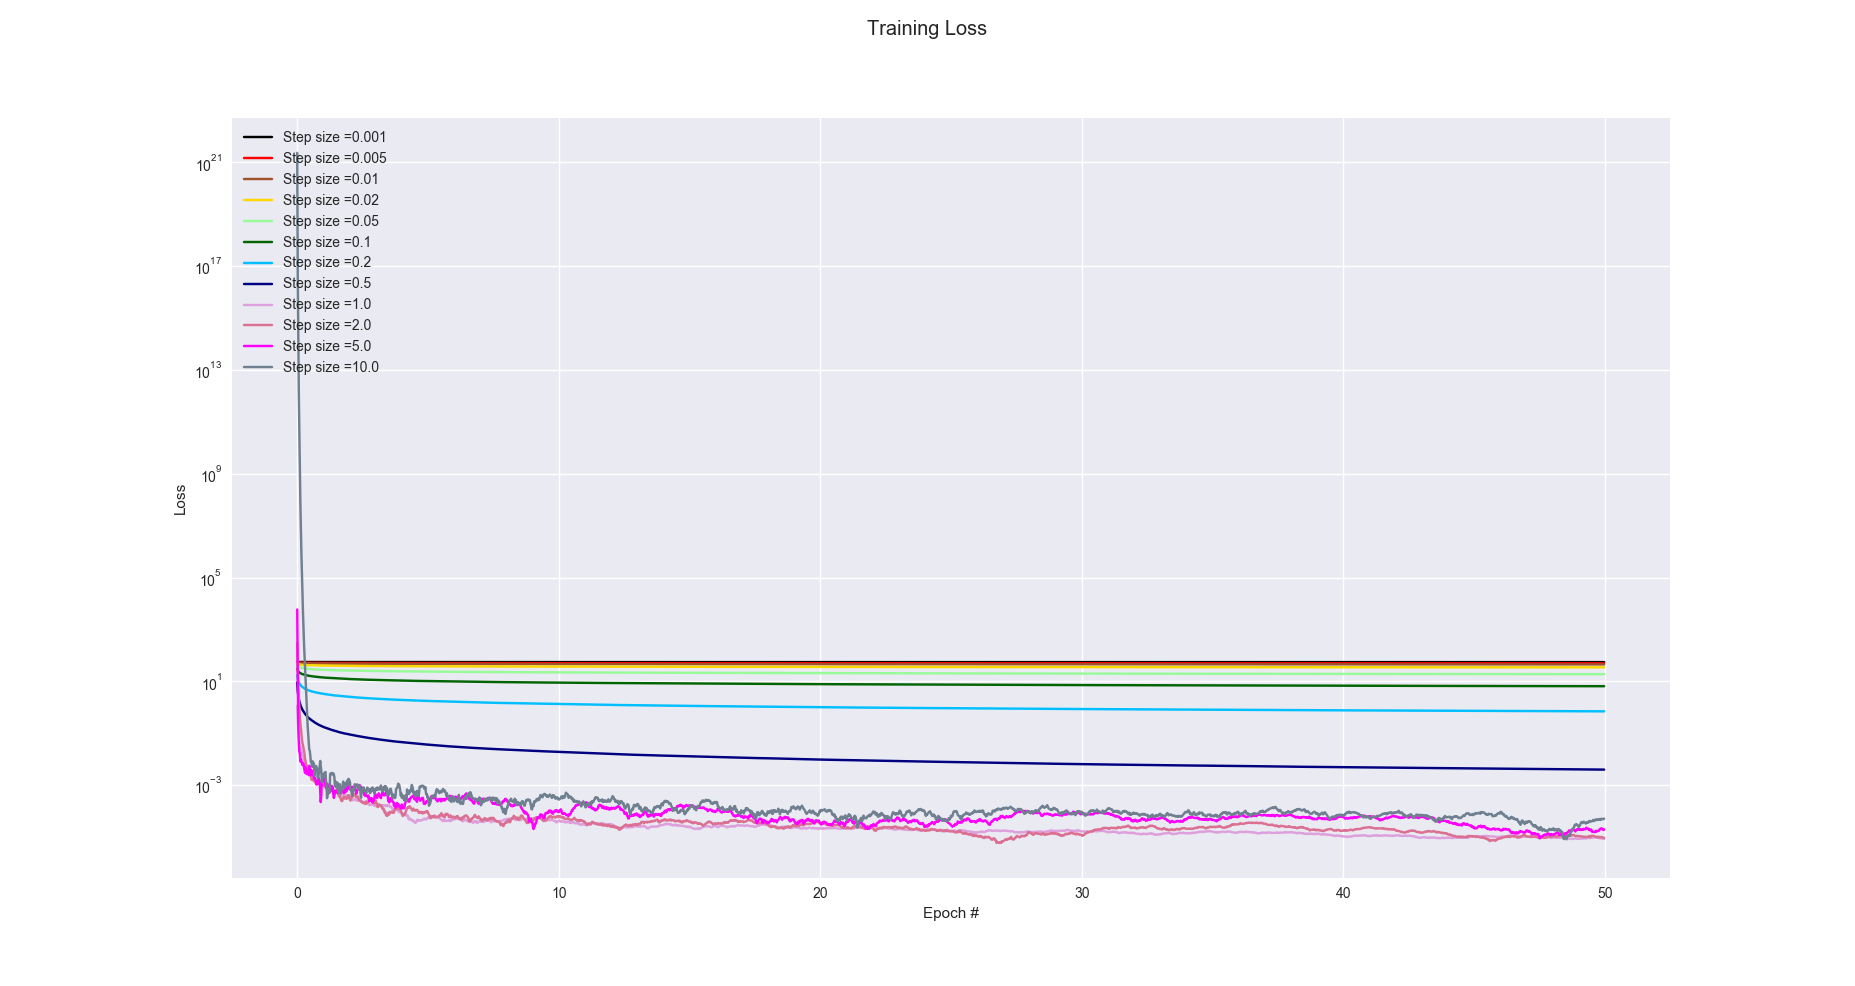 Training Loss
Step size =0.001
Step size =0.005
Step size =0.01
Step size =0.02
Step size =0.05
Step size =0.1
Step size =0.2
Step size =0.5
Step size =1.0
Step size =2.0
Step size =5.0
Step size =10.0
10^21
10^17
10^13
10^9
10^5
10^1
10^−3
Loss
0 10 20 30 40 50
Epoch #